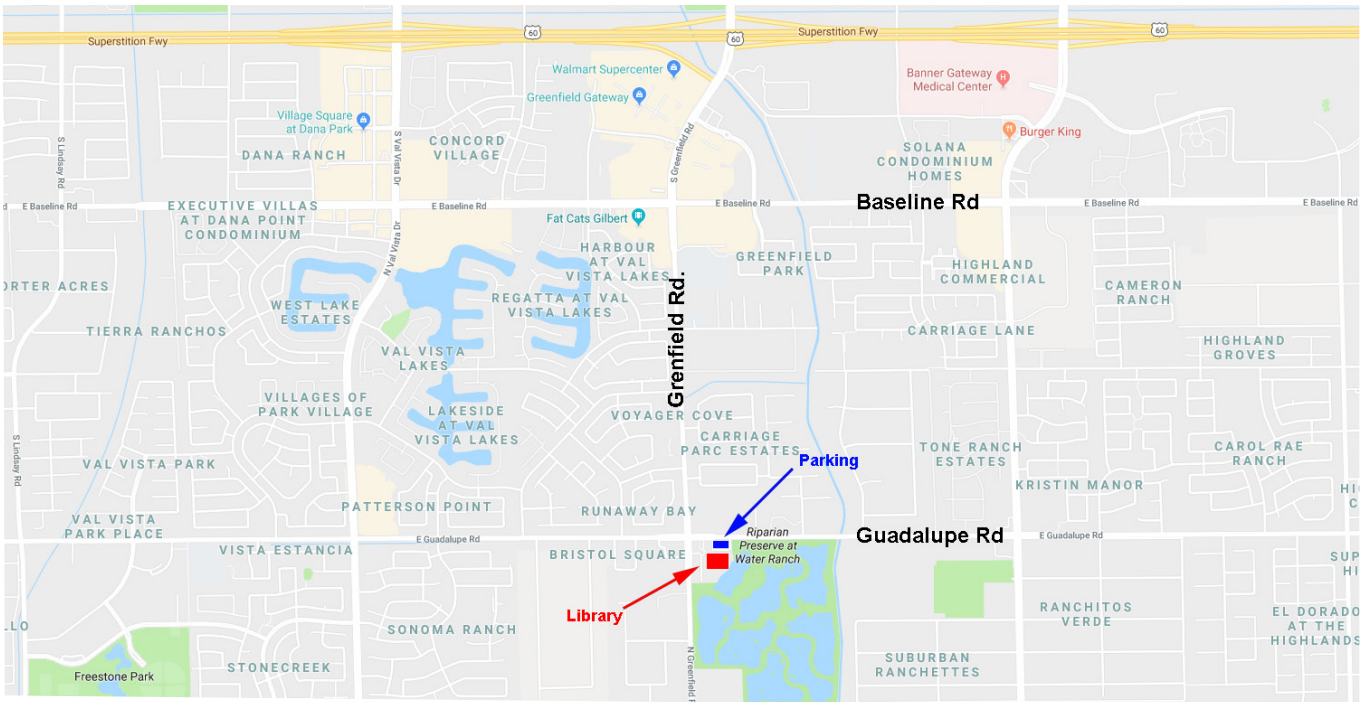 60
Superstition Fwy
60
Superstition Fwy
60
Walmart Supercenter
Greenfield Gateway
Banner Gateway
Medical Center
Village Square
at Dana Park
Burger King
S Lindsay Rd
S Val Vista Dr
S Greenfield Rd
DANA RANCH
CONCORD
VILLAGE
SOLANA
CONDOMINIUM
HOMES
E Baseline Rd
EXECUTIVE VILLAS
AT DANA POINT
CONDOMINIUM
E Baseline Rd
E Baseline Rd
Baseline Rd
E Baseline Rd
E Baseline Rd
Fat Cats Gilbert
N Val Vista Dr
HARBOUR
AT VAL
VISTA LAKES
GREENFIELD
PARK
HIGHLAND
COMMERCIAL
ORTER ACRES
WEST LAKE
ESTATES
REGATTA AT VAL
VISTA LAKES
CAMERON
RANCH
Grenfield Rd.
TIERRA RANCHOS
CARRIAGE LANE
VAL VISTA
LAKES
HIGHLAND
GROVES
VILLAGES OF
PARK VILLAGE
LAKESIDE
AT VAL
VISTA LAKES
VOYAGER COVE
CARRIAGE
PARC ESTATES
S Lindsay Rd
VAL VISTA PARK
Parking
TONE RANCH
ESTATES
CAROL RAE
RANCH
KRISTIN MANOR
HI
C
PATTERSON POINT
RUNAWAY BAY
VAL VISTA
PARK PLACE
VISTA ESTANCIA
E Guadalupe Rd
BRISTOL SQUARE
Riparian
Preserve at
Water Ranch
Guadalupe Rd
E Guadalupe Rd
SUP
HI
Library
RANCHITOS
VERDE
EL DORADO
AT THE
HIGHLANDS
LLO
SONOMA RANCH
STONECREEK
Freestone Park
N Greenfield R
SUBURBAN
RANCHETTES